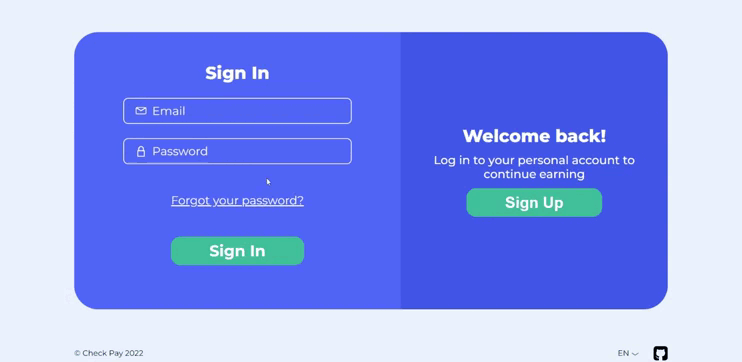 Sign In
Email
Password
Forgot your password?
Sign In
Welcome back!
Log in to your personal account to
continue earning
Sign Up
© Check Pay 2022
EN